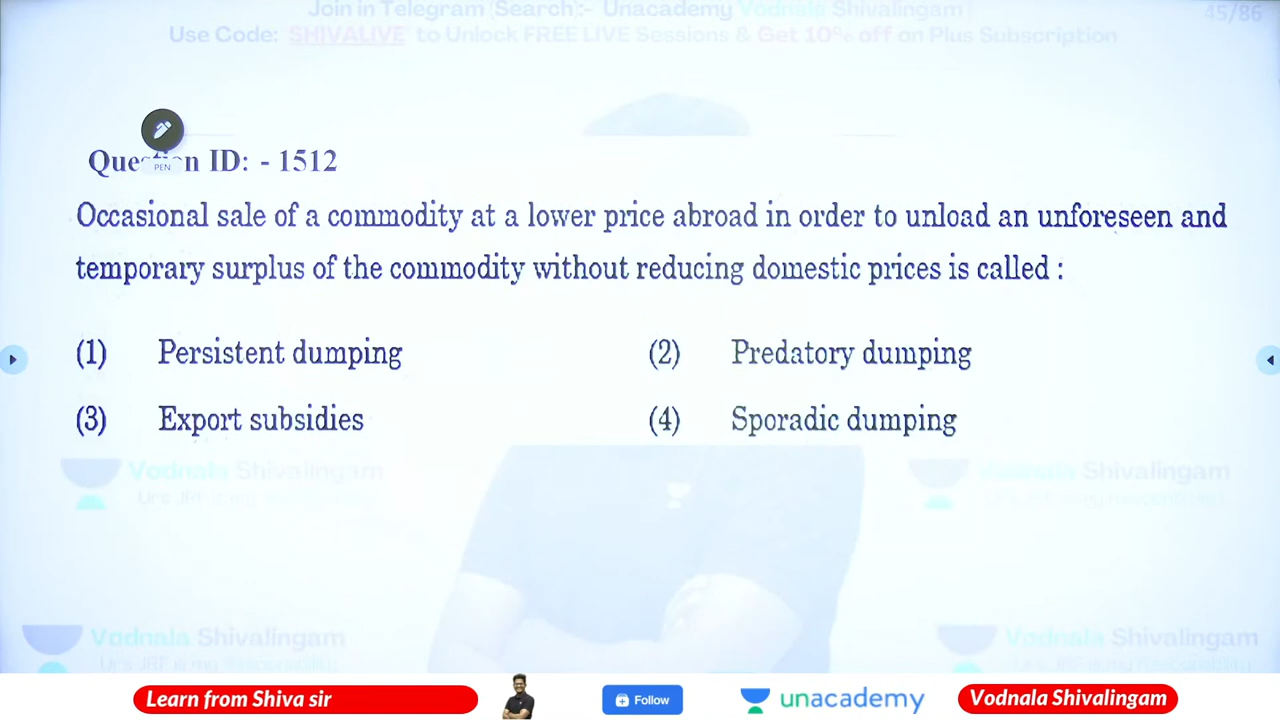 Join in Telegram (Search):- Unacademy Vodnala Shivalingam
45/86
Use Code: SHIVALIVE to Unlock FREE LIVE Sessions & Get 10% off on Plus Subscription
Question ID: - 1512
PEN
Occasional sale of a commodity at a lower price abroad in order to unload an unforeseen and
temporary surplus of the commodity without reducing domestic prices is called :
(1) Persistent dumping (2) Predatory dumping
(3) Export subsidies (4) Sporadic dumping
Vodnala Shivalingam Vodnala Shivalingam
Vodnala Shivalingam Vodnala Shivalingam
Learn from Shiva sir Follow unacademy Vodnala Shivalingam